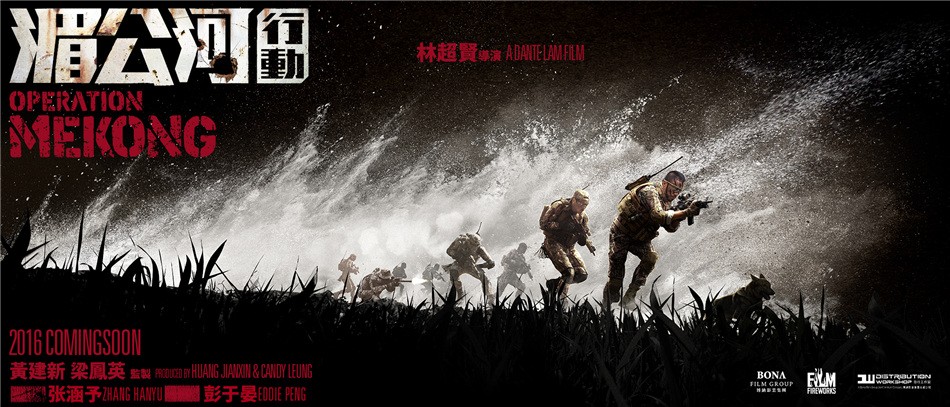 湄公河行動
OPERATION
MEKONG
林超賢導演 A DANTE LAM FILM
2016 COMINGSOON
黃建新 梁鳳英 監製 PRODUCED BY HUANG JIANXIN & CANDY LEUNG
张涵予 ZHANG HANYU 彭于晏 EDDIE PENG
BONA
FILM GROUP
FILM
FIREWORKS
DISTRIBUTION
WORKSHOP